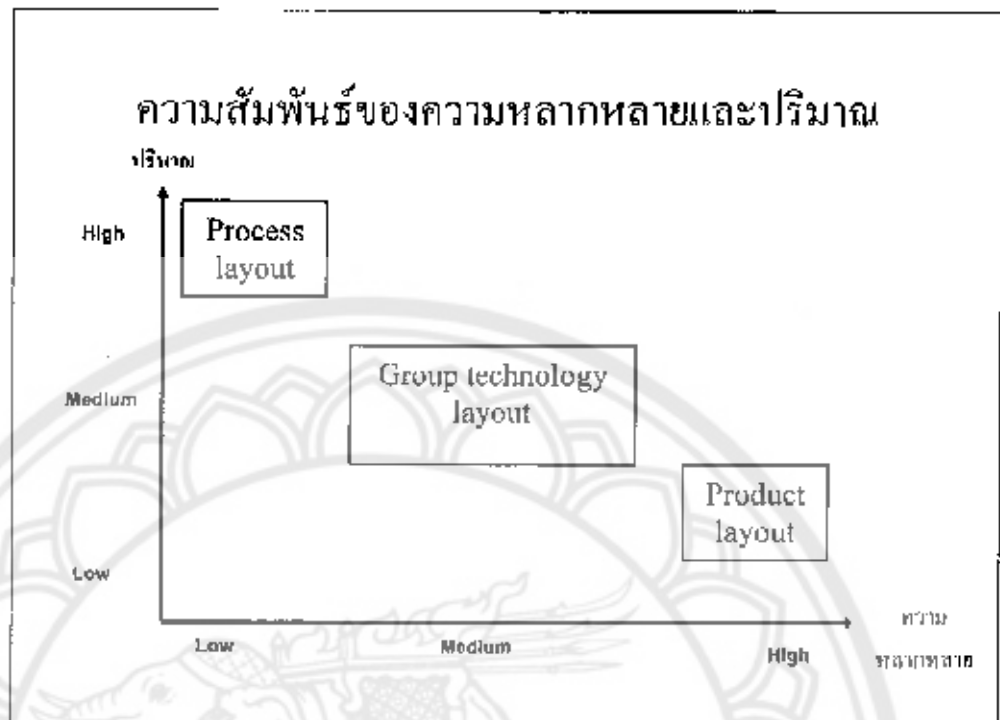 ความสัมพันธ์ของความหลากหลายและปริมาณ
ปริมาณ
High
Process
layout
Group technology
layout
Medium
Product
layout
Low
Low
Medium
High
ความ
หลากหลาย